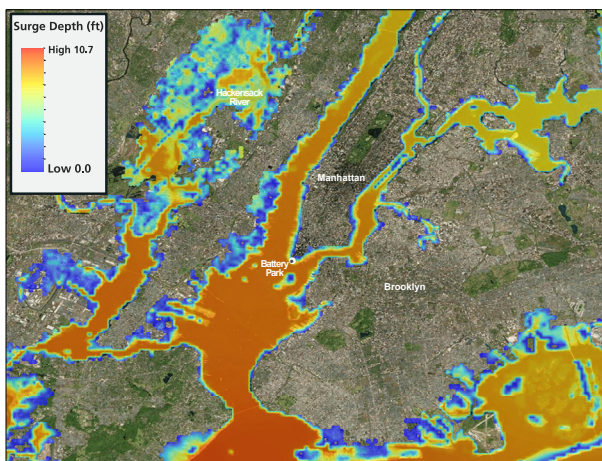 Surge Depth (ft)
High 10.7
Low 0.0
Hackensack
River
Manhattan
Battery
Park
Brooklyn